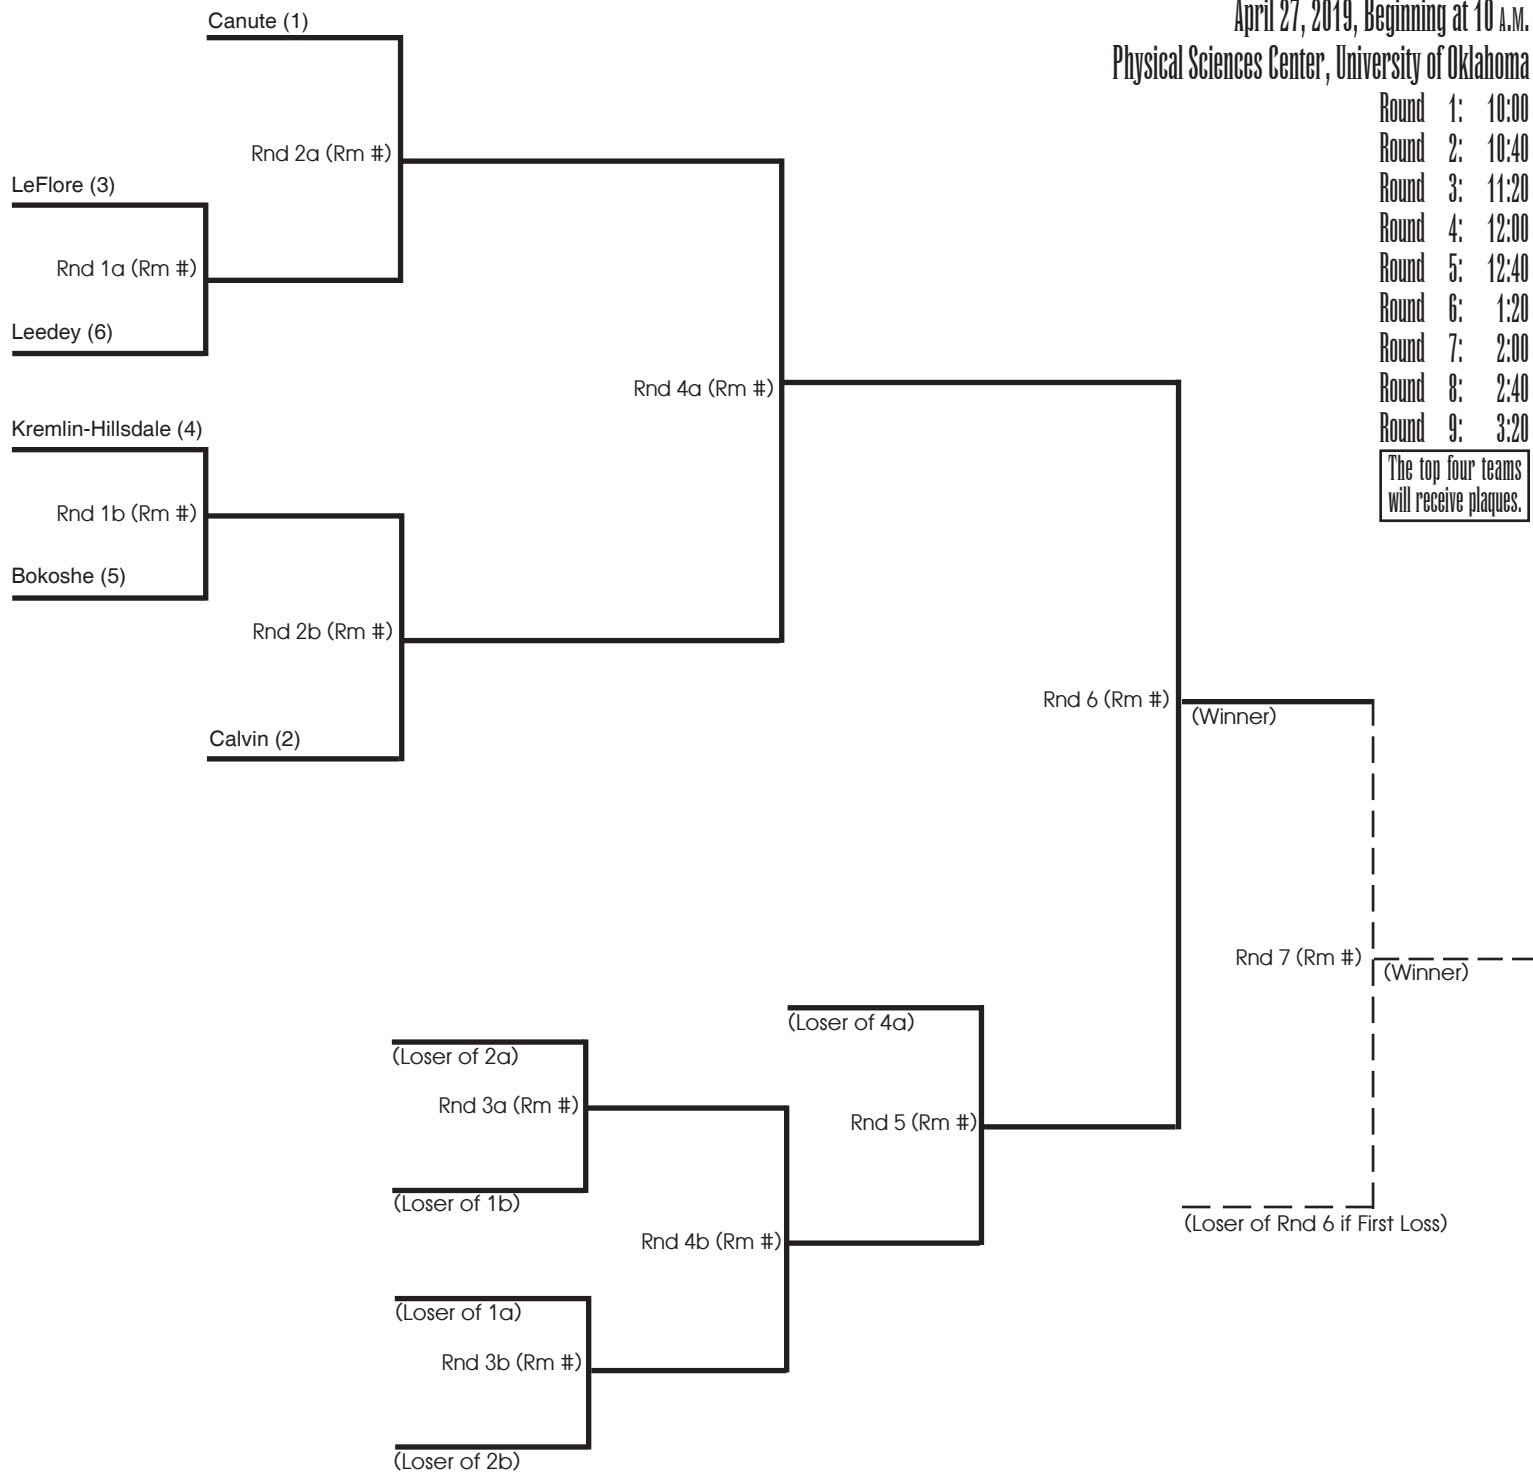 April 27, 2019, Beginning at 10 A.M.
Physical Sciences Center, University of Oklahoma
Round 1: 10:00
Round 2: 10:40
Round 3: 11:20
Round 4: 12:00
Round 5: 12:40
Round 6: 1:20
Round 7: 2:00
Round 8: 2:40
Round 9: 3:20
The top four teams
will receive plaques.
Canute (1)
Rnd 2a (Rm #)
LeFlore (3)
Rnd 1a (Rm #)
Leedey (6)
Rnd 4a (Rm #)
Kremlin-Hillsdale (4)
Rnd 1b (Rm #)
Bokoshe (5)
Rnd 2b (Rm #)
Calvin (2)
Rnd 6 (Rm #)
(Winner)
Rnd 7 (Rm #)
(Winner)
(Loser of 4a)
(Loser of 2a)
Rnd 3a (Rm #)
Rnd 5 (Rm #)
(Loser of 1b)
(Loser of Rnd 6 if First Loss)
Rnd 4b (Rm #)
(Loser of 1a)
Rnd 3b (Rm #)
(Loser of 2b)